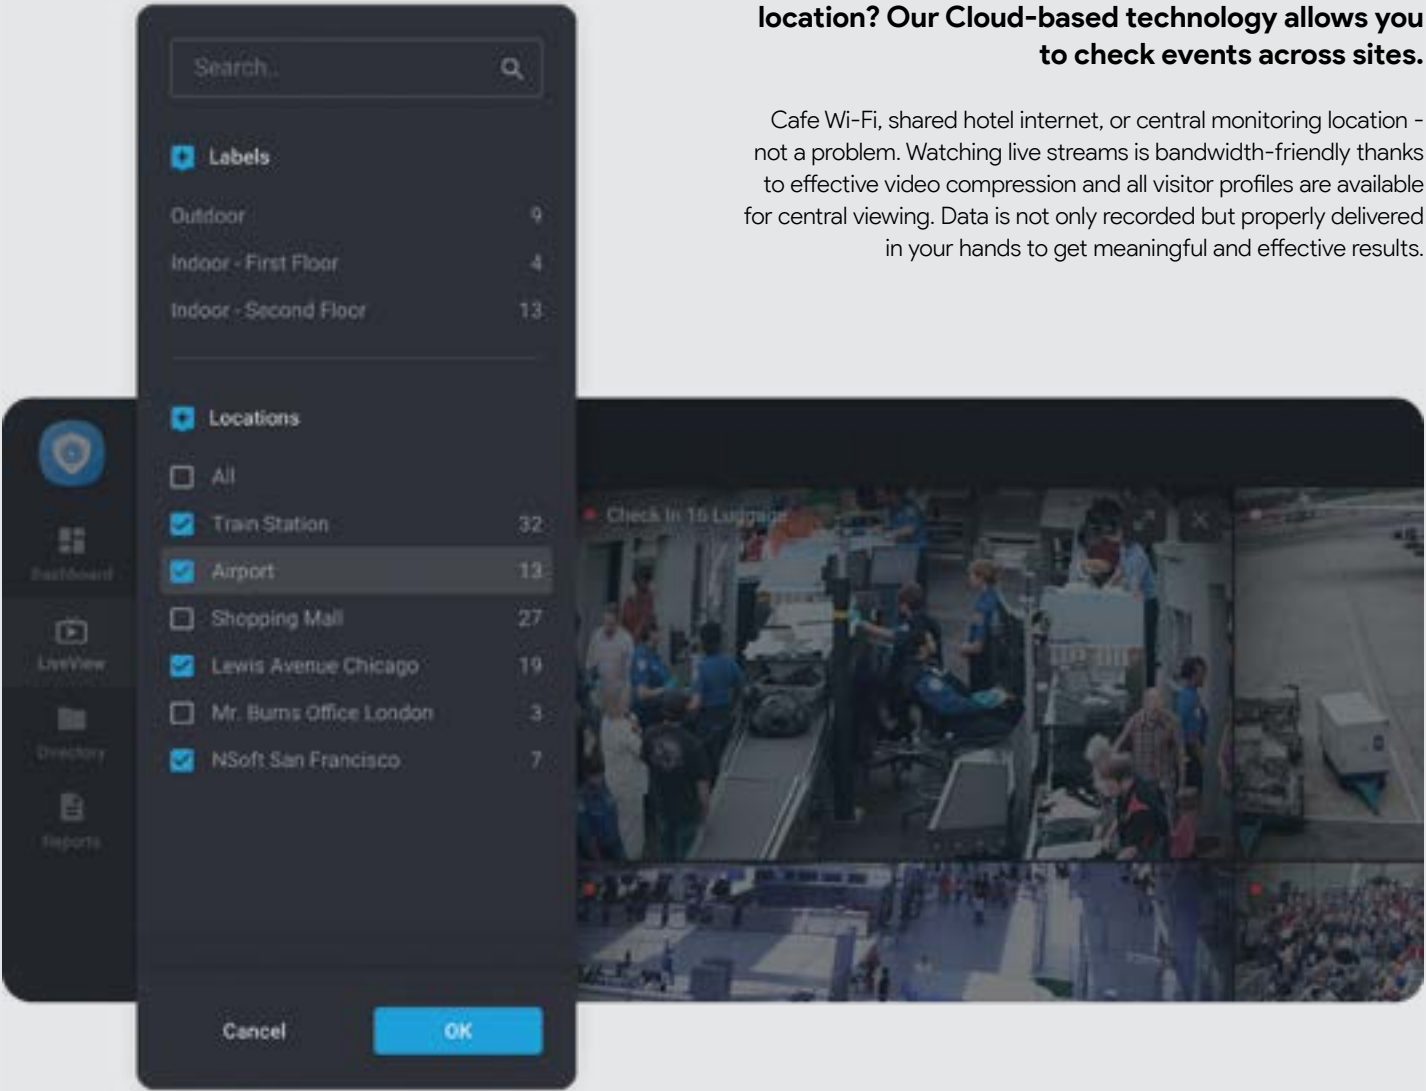 location? Our Cloud-based technology allows you
to check events across sites.
Cafe Wi-Fi, shared hotel internet, or central monitoring location -
not a problem. Watching live streams is bandwidth-friendly thanks
to effective video compression and all visitor profiles are available
for central viewing. Data is not only recorded but properly delivered
in your hands to get meaningful and effective results.
Search..
Labels
Outdoor 9
Indoor - First Floor 4
Indoor - Second Floor 13
Locations
All
Train Station 32
Airport 13
Shopping Mall 27
Lewis Avenue Chicago 19
Mr. Burns Office London 3
NSoft San Francisco 7
Cancel OK
Dashboard
LiveView
Directory
Reports
Check In 16 Luggage